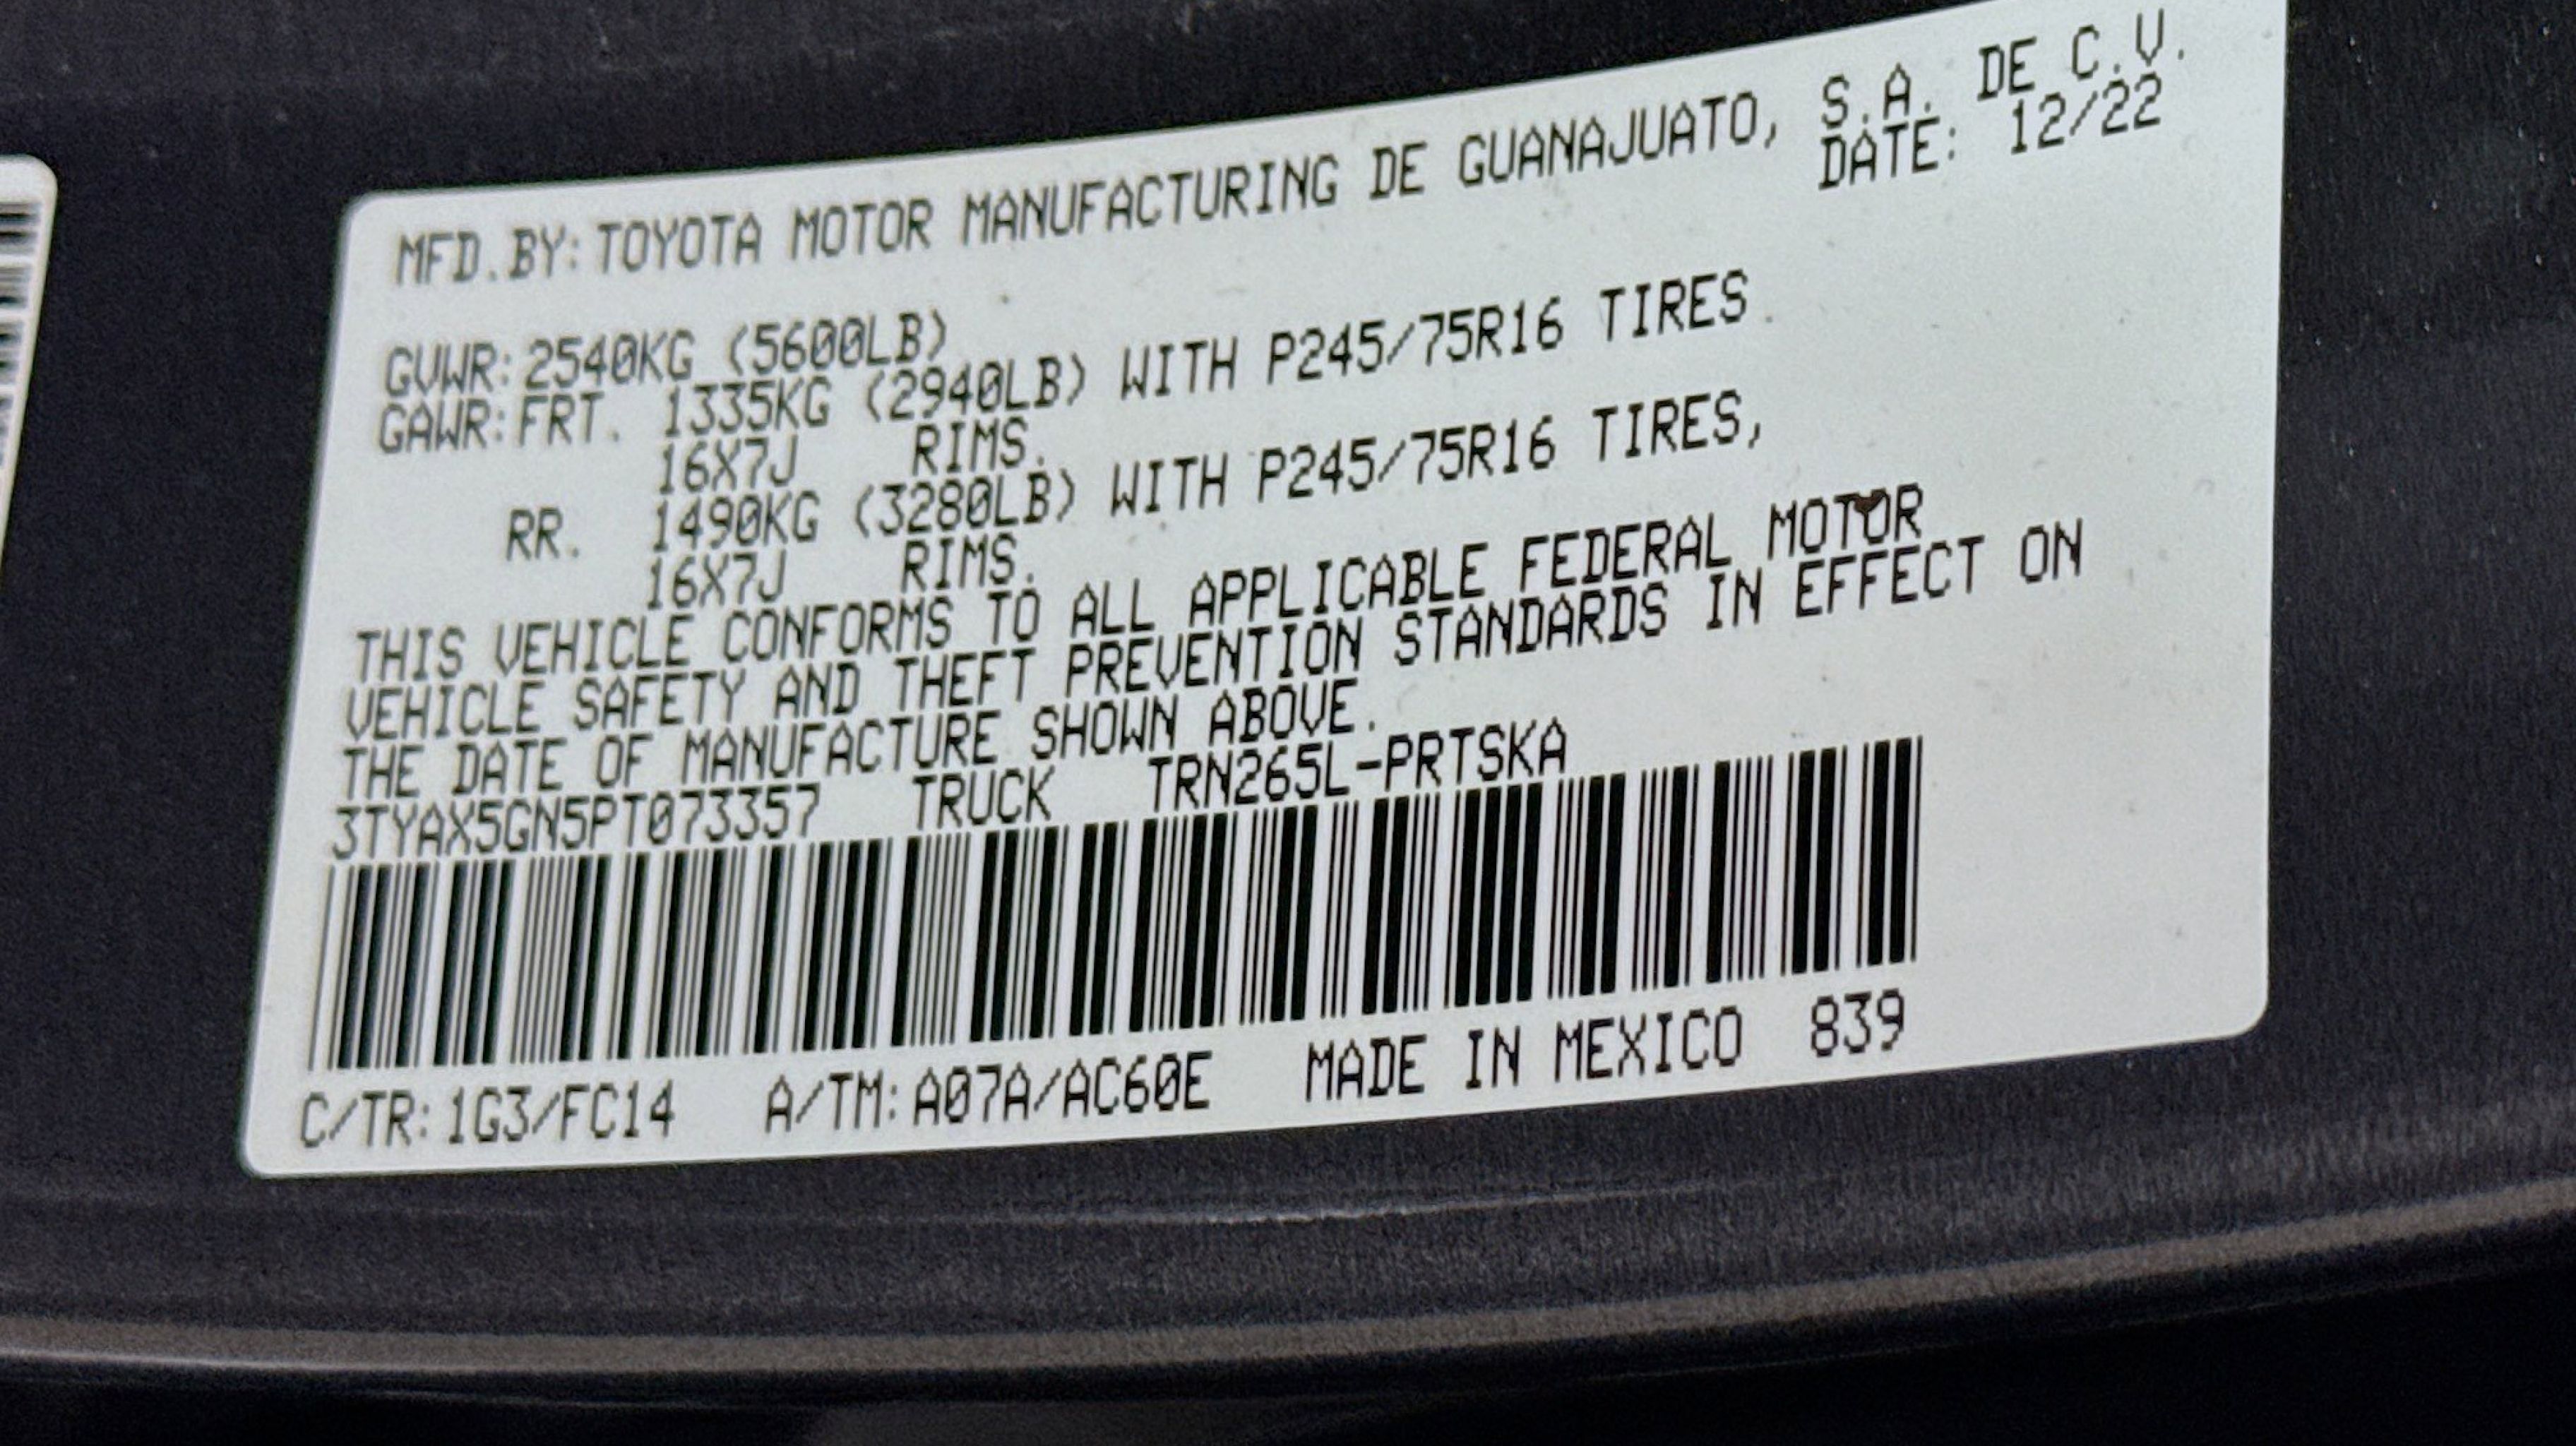 MFD.BY:TOYOTA MOTOR MANUFACTURING DE GUANAJUATO, S.A. DE C.V.
DATE: 12/22
GVWR:2540KG (5600LB)
GAWR:FRT. 1335KG (2940LB) WITH P245/75R16 TIRES
16X7J RIMS.
RR. 1490KG (3280LB) WITH P245/75R16 TIRES,
16X7J RIMS.
THIS VEHICLE CONFORMS TO ALL APPLICABLE FEDERAL MOTOR
VEHICLE SAFETY AND THEFT PREVENTION STANDARDS IN EFFECT ON
THE DATE OF MANUFACTURE SHOWN ABOVE.
3TYAX5GN5PT073357 TRUCK TRN265L-PRTSKA
C/TR:1G3/FC14 A/TM:A07A/AC60E MADE IN MEXICO 839